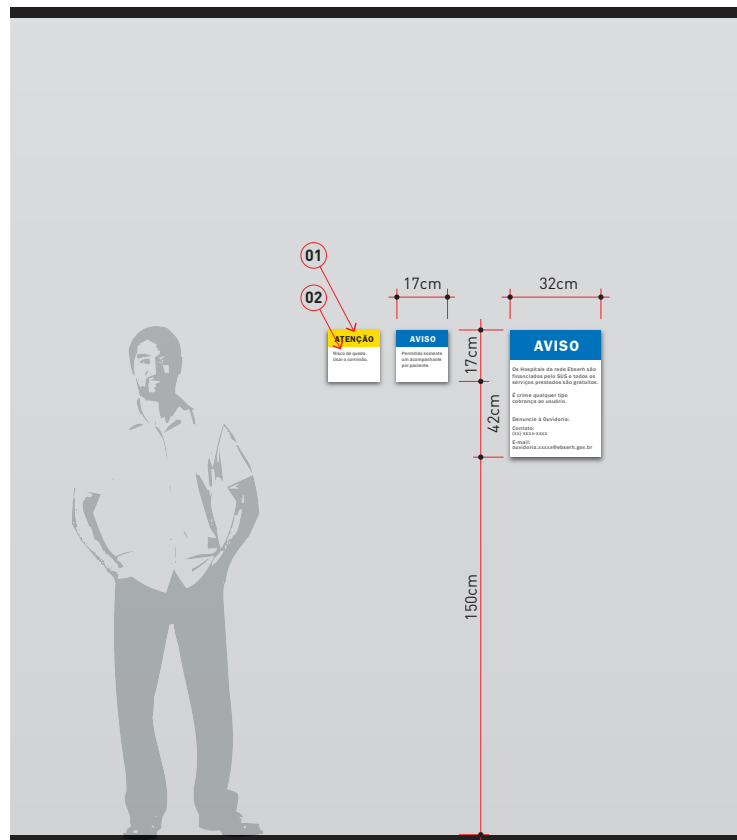 01
02
17cm
32cm
ATENÇÃO
Risco de queda.
Usar o corrimão.
AVISO
Permitido somente
um acompanhante
por paciente.
17cm
42cm
150cm
AVISO
Os Hospitais da rede Ebserh são
financiados pelo SUS e todos os
serviços prestados são gratuitos.
É crime qualquer tipo
cobrança ao usuário.
Denuncie à Ouvidoria:
Contato:
(xx) xxxx-xxxx
E-mail:
ouvidoria.xxxxx@ebserh.gov.br